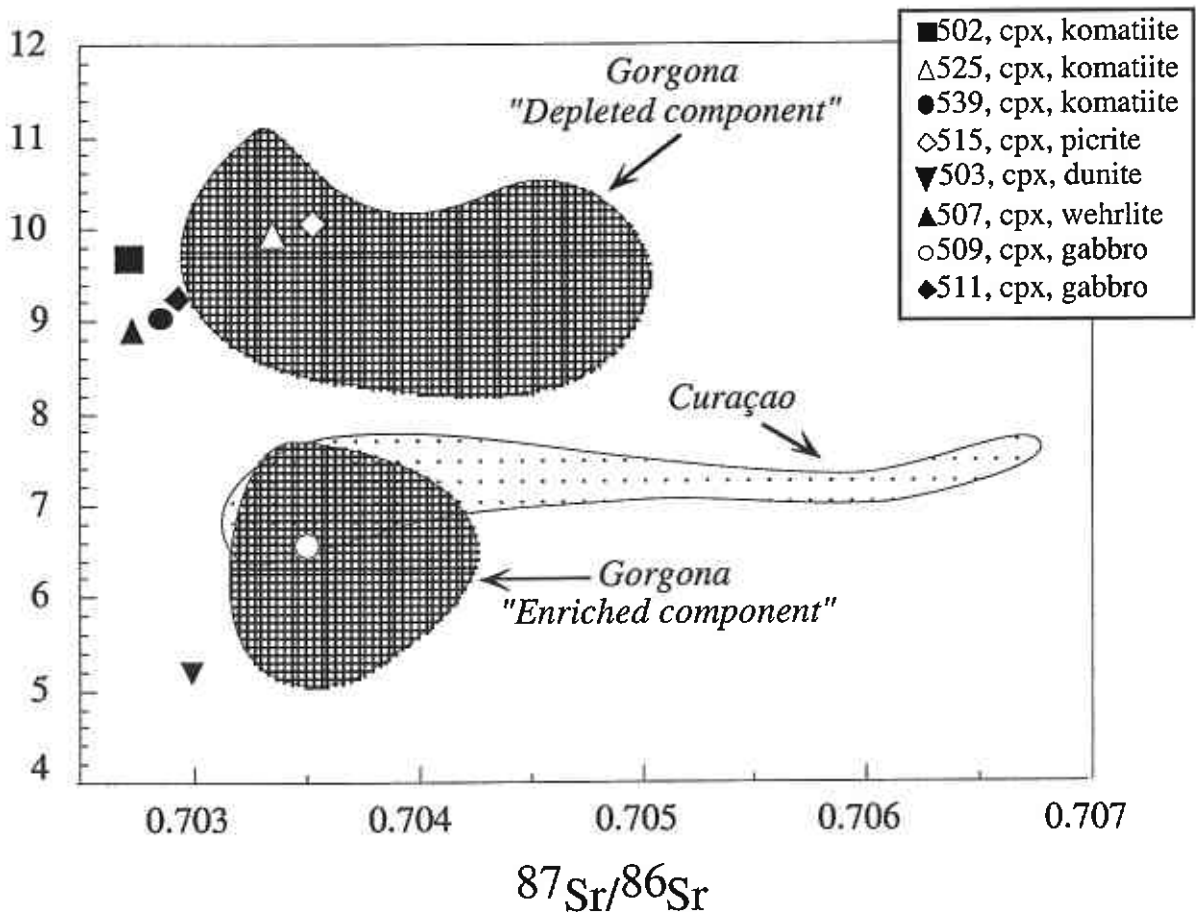 12
11
10
9
8
7
6
5
4
Gorgona
"Depleted component"
Curaçao
Gorgona
"Enriched component"
■502, cpx, komatiite
△525, cpx, komatiite
●539, cpx, komatiite
◇515, cpx, picrite
▼503, cpx, dunite
▲507, cpx, wehrlite
○509, cpx, gabbro
◆511, cpx, gabbro
0.703 0.704 0.705 0.706 0.707
⁸⁷Sr/⁸⁶Sr